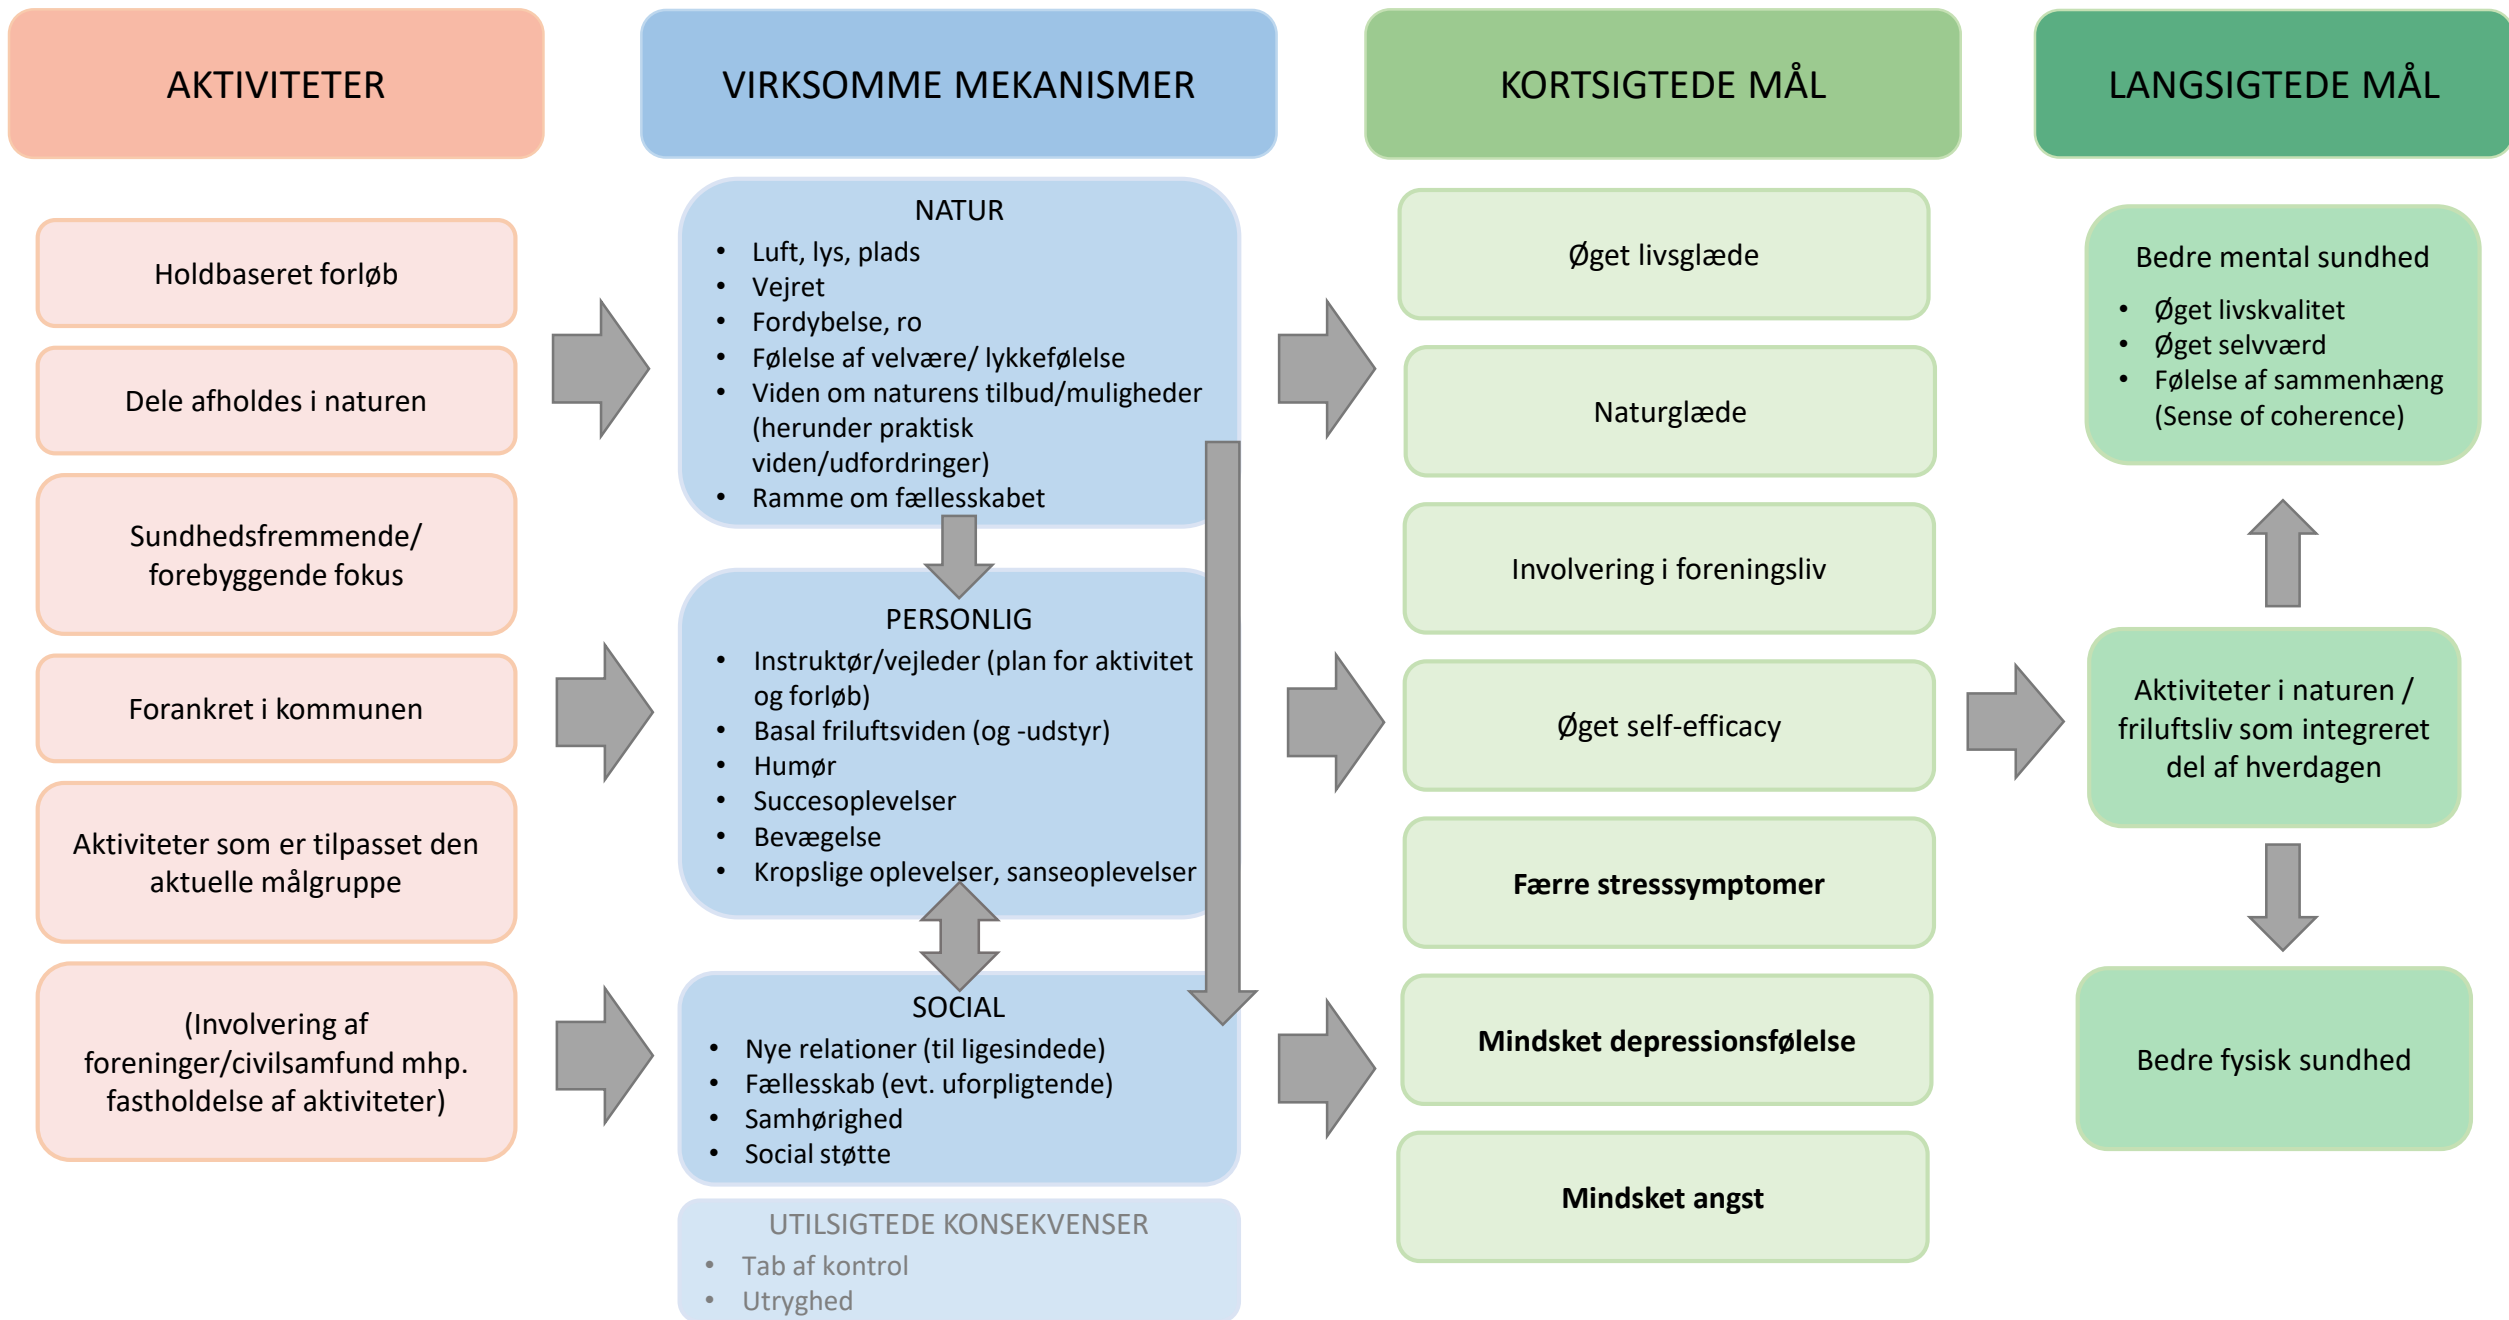 AKTIVITETER
Holdbaseret forløb
Dele afholdes i naturen
Sundhedsfremmende/
forebyggende fokus
Forankret i kommunen
Aktiviteter som er tilpasset den
aktuelle målgruppe
(Involvering af
foreninger/civilsamfund mhp.
fastholdelse af aktiviteter)
VIRKSOMME MEKANISMER
NATUR
• Luft, lys, plads
• Vejret
• Fordybelse, ro
• Følelse af velvære/ lykkefølelse
• Viden om naturens tilbud/muligheder
(herunder praktisk
viden/udfordringer)
• Ramme om fællesskabet
PERSONLIG
• Instruktør/vejleder (plan for aktivitet
og forløb)
• Basal friluftsviden (og -udstyr)
• Humør
• Succesoplevelser
• Bevægelse
• Kropslige oplevelser, sanseoplevelser
SOCIAL
• Nye relationer (til ligesindede)
• Fællesskab (evt. uforpligtende)
• Samhørighed
• Social støtte
UTILSIGTEDE KONSEKVENSER
• Tab af kontrol
• Utryghed
KORTSIGTEDE MÅL
Øget livsglæde
Naturglæde
Involvering i foreningsliv
Øget self-efficacy
Færre stresssymptomer
Mindsket depressionsfølelse
Mindsket angst
LANGSIGTEDE MÅL
Bedre mental sundhed
• Øget livskvalitet
• Øget selvværd
• Følelse af sammenhæng
(Sense of coherence)
Aktiviteter i naturen /
friluftsliv som integreret
del af hverdagen
Bedre fysisk sundhed